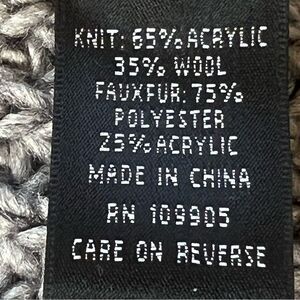 KNIT: 65% ACRYLIC
35% WOOL
FAUXFUR: 75%
POLYESTER
25% ACRYLIC
MADE IN CHINA
RN 109905
CARE ON REVERSE